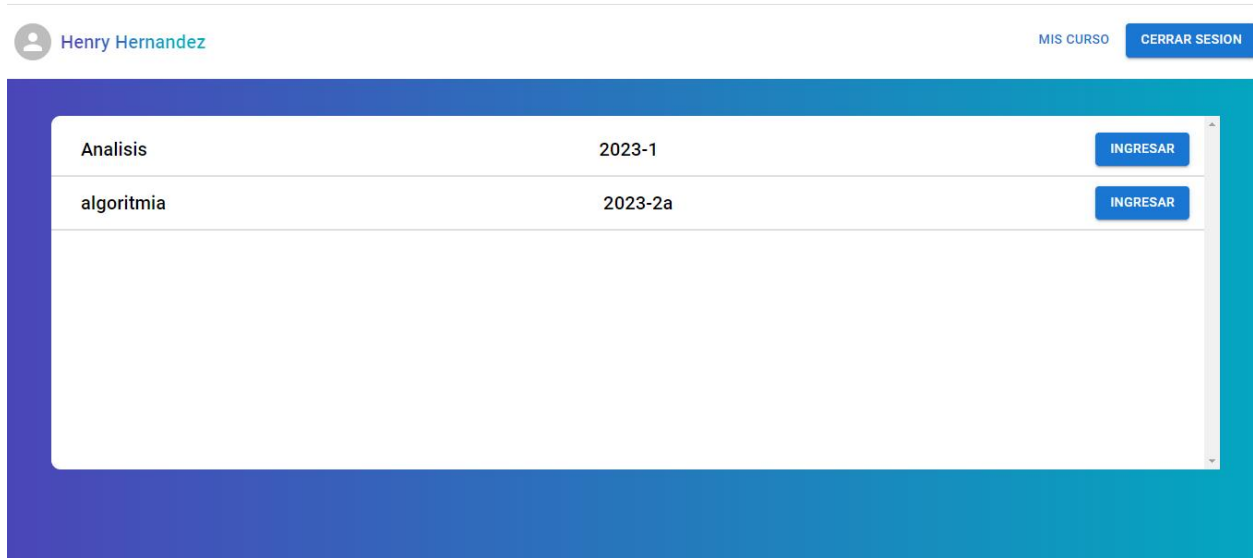 Henry Hernandez MIS CURSO CERRAR SESION
Analisis 2023-1 INGRESAR
algoritmia 2023-2a INGRESAR